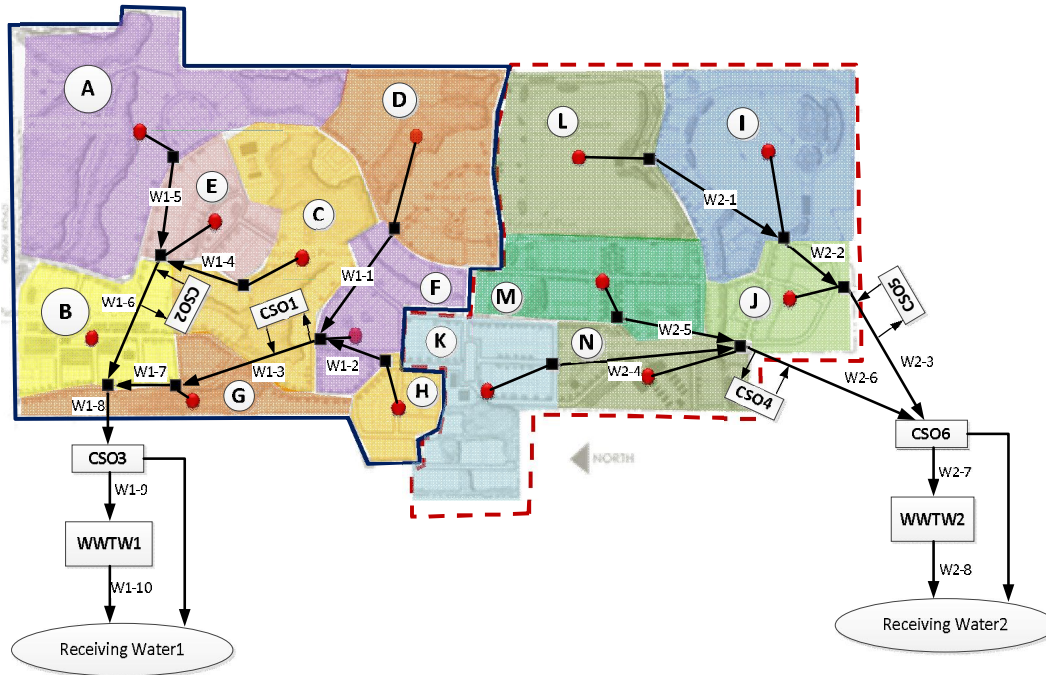 A
D
L
I
E
C
W1-5
W2-1
W1-4
W1-1
F
W2-2
B
W1-6
CSO2
CSO1
M
J
CSO5
K
N
W2-5
W1-7
W1-3
W1-2
W2-4
W2-3
W2-6
G
H
CSO4
W1-8
CSO3
NORTH
CSO6
W1-9
W2-7
WWTW1
WWTW2
W1-10
W2-8
Receiving Water1
Receiving Water2